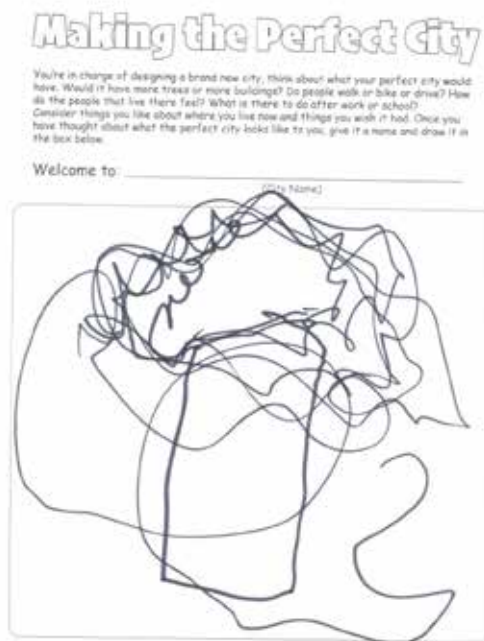 Making the Perfect City
You're in charge of designing a brand new city, think about what your perfect city would
have. Would it have more trees or more buildings? Do people walk or bike or drive? How
do the people that live there feel? What is there to do after work or school?
Consider things you like about where you live now and things you wish it had. Once you
have thought about what the perfect city looks like to you, give it a name and draw it in
the box below.
Welcome to:
(City Name)